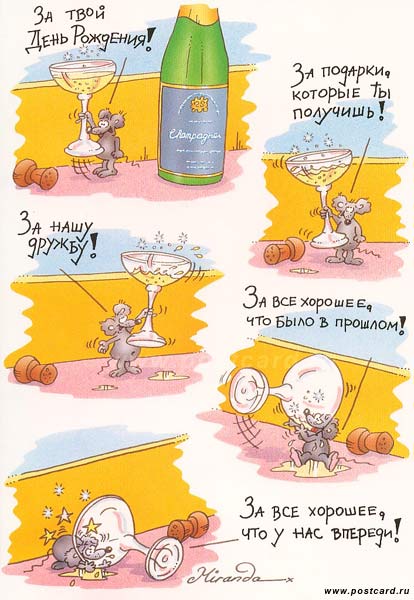 За твой
День Рождения!
За подарки,
которые ты
получишь!
За нашу
дружбу!
За все хорошее,
что было в прошлом!
За все хорошее,
что у нас впереди!
Miranda x
www.postcard.ru